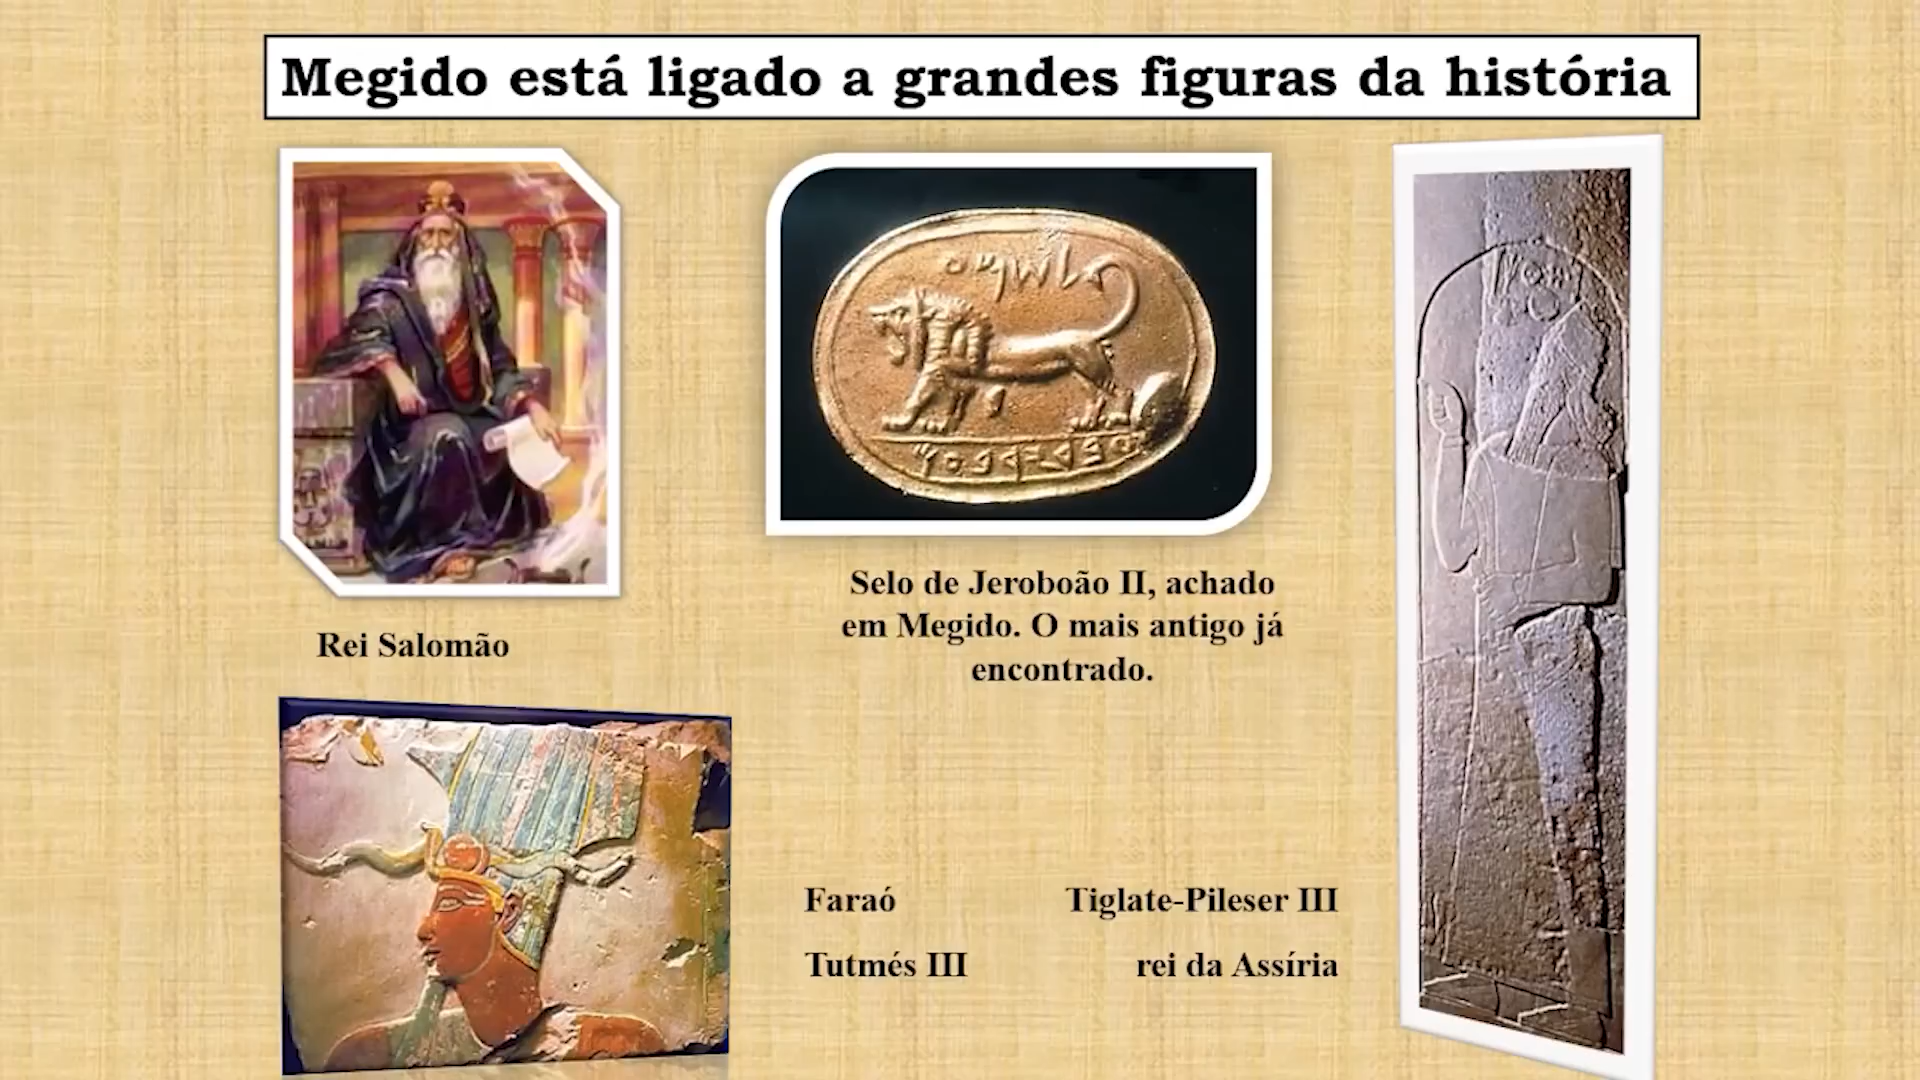 Megido está ligado a grandes figuras da história
Rei Salomão
Selo de Jeroboão II, achado
em Megido. O mais antigo já
encontrado.
Faraó
Tutmés III
Tiglate-Pileser III
rei da Assíria